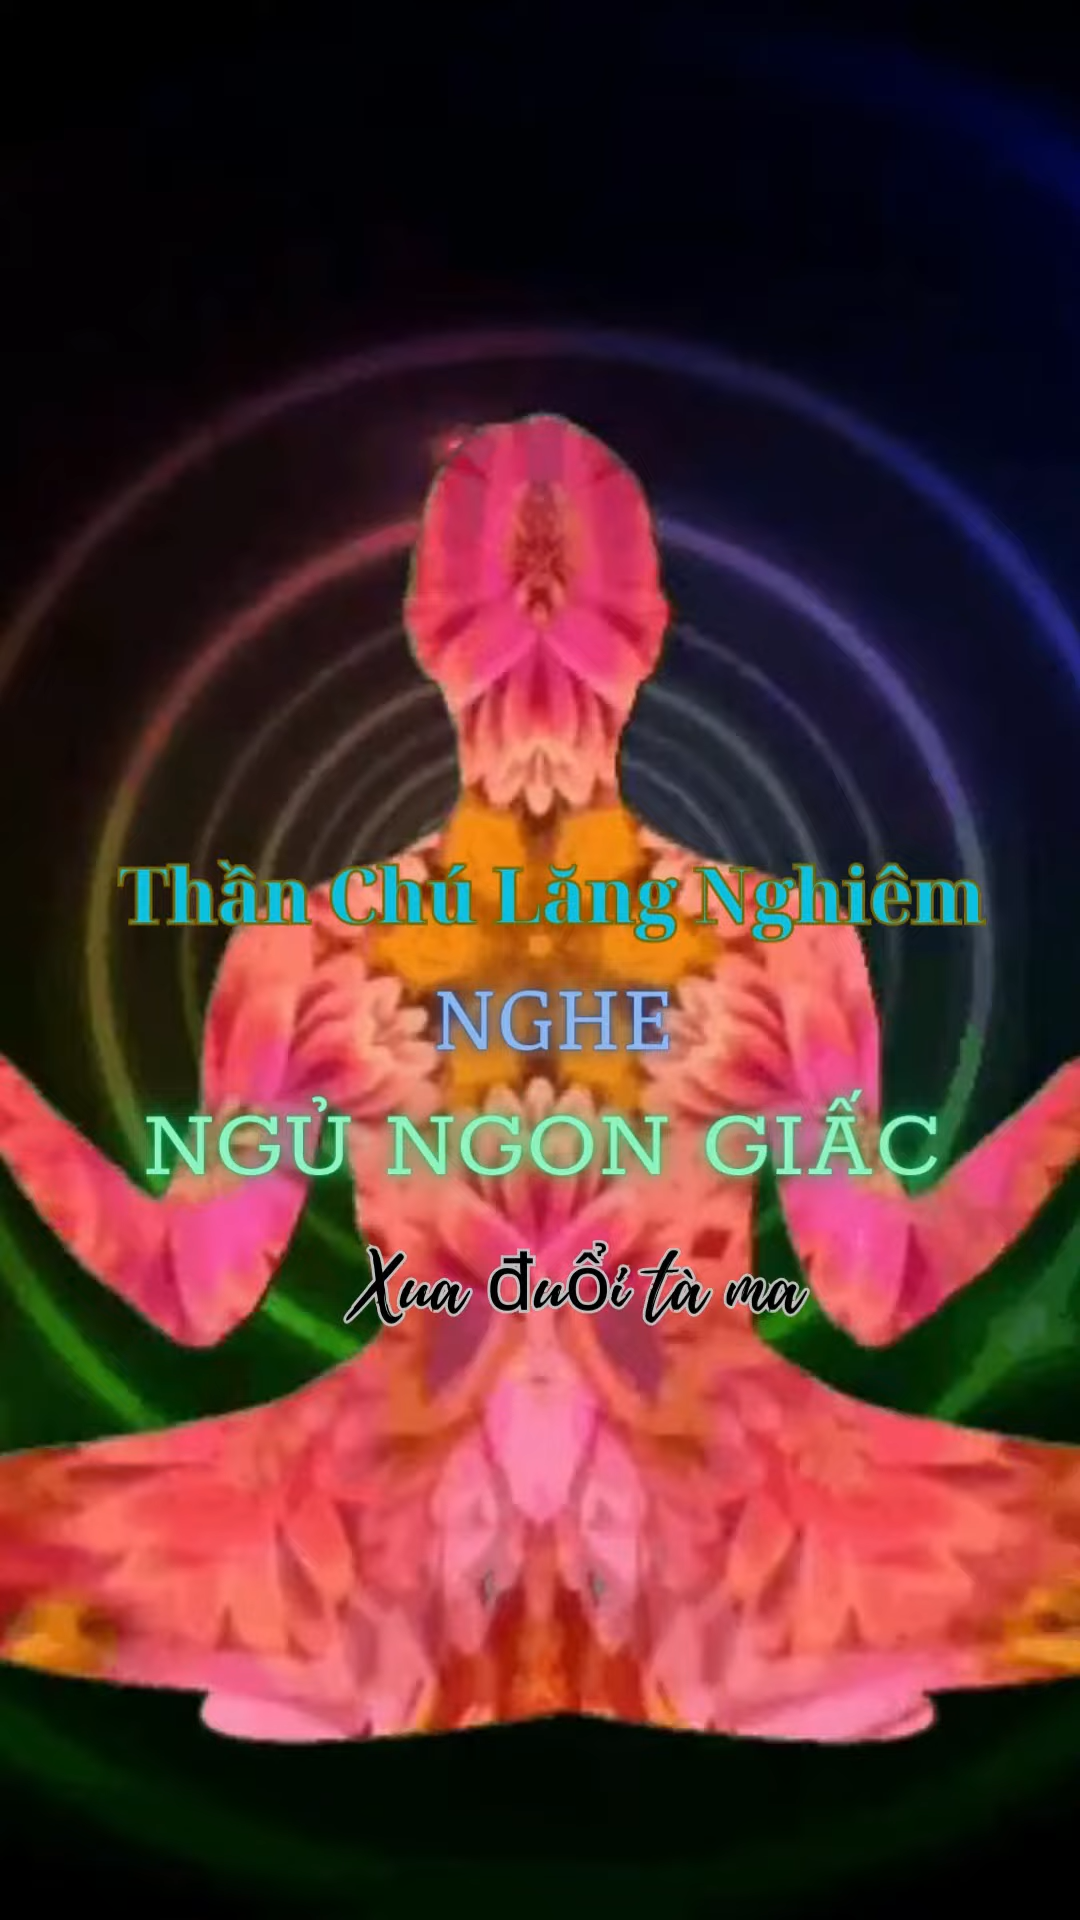 Thần Chú Lăng Nghiêm
NGHE
NGỦ NGON GIẤC
Xua đuổi tà ma